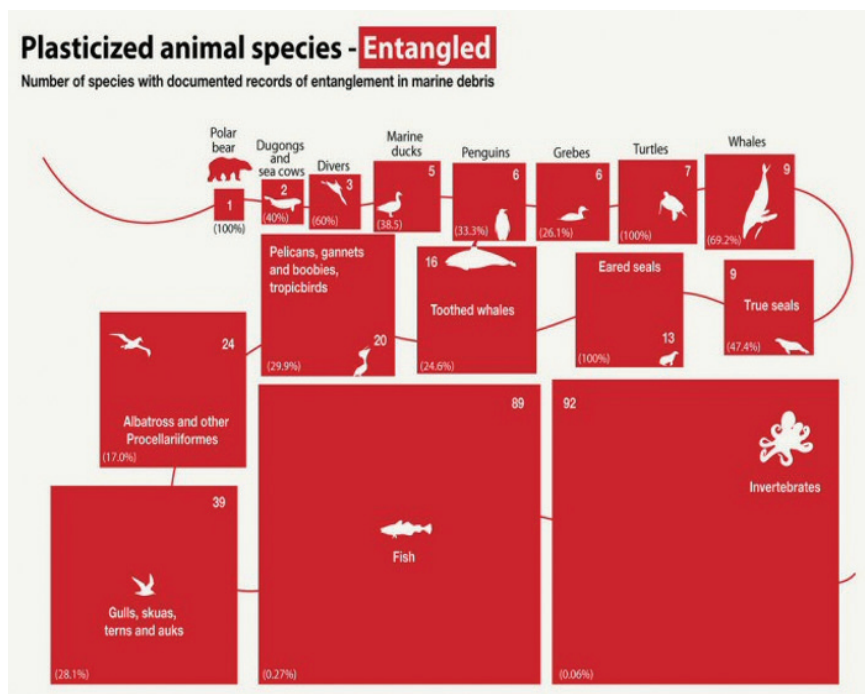 Plasticized animal species - Entangled
Number of species with documented records of entanglement in marine debris
Polar
bear
1
(100%)
Dugongs
and
sea cows
2
(40%)
Divers
3
(60%)
Marine
ducks
5
(38.5)
Penguins
6
(33.3%)
Grebes
6
(26.1%)
Turtles
7
(100%)
Whales
9
(69.2%)
9
True seals
(47.4%)
Eared seals
13
(100%)
16
Toothed whales
(24.6%)
Pelicans, gannets
and boobies,
tropicbirds
20
(29.9%)
24
Albatross and other
Procellariiformes
(17.0%)
39
Gulls, skuas,
terns and auks
(28.1%)
89
Fish
(0.27%)
92
Invertebrates
(0.06%)